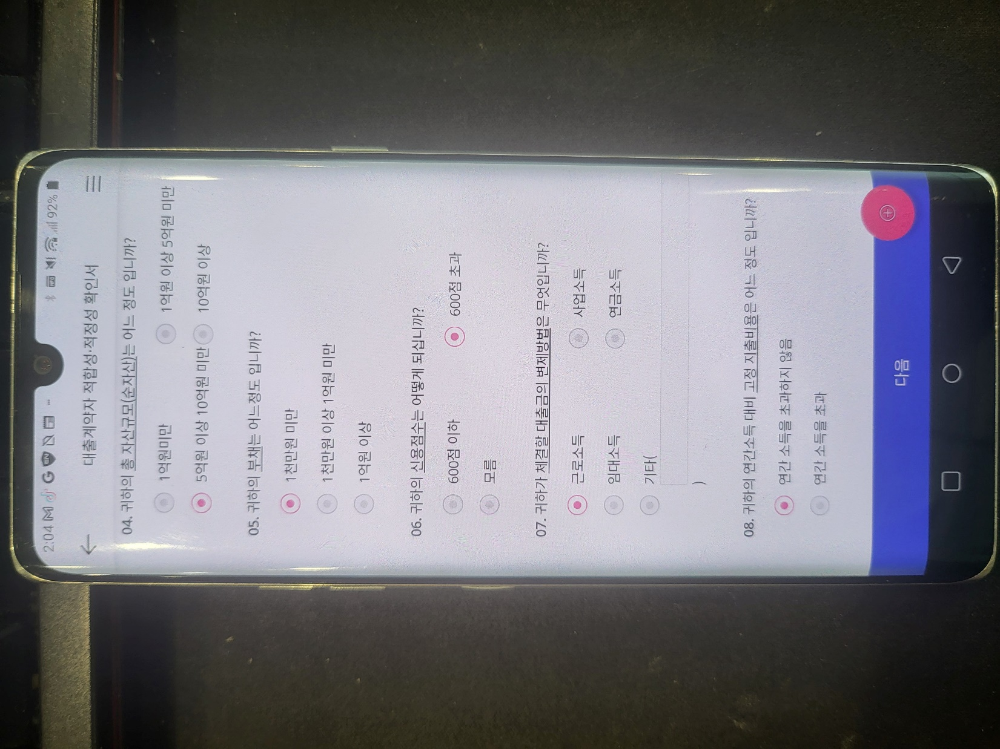 2:04
92%
대출계약자 적합성·적정성 확인서
04. 귀하의 총 자산규모(순자산)는 어느 정도 입니까?
1억원미만 1억원 이상 5억원 미만
5억원 이상 10억원 미만 10억원 이상
05. 귀하의 부채는 어느정도 입니까?
1천만원 미만
1천만원 이상 1억원 미만
1억원 이상
06. 귀하의 신용점수는 어떻게 되십니까?
600점 이하 600점 초과
모름
07. 귀하가 체결할 대출금의 변제방법은 무엇입니까?
근로소득 사업소득
임대소득 연금소득
기타(
)
08. 귀하의 연간소득 대비 고정 지출비용은 어느 정도 입니까?
연간 소득을 초과하지 않음
연간 소득을 초과
다음